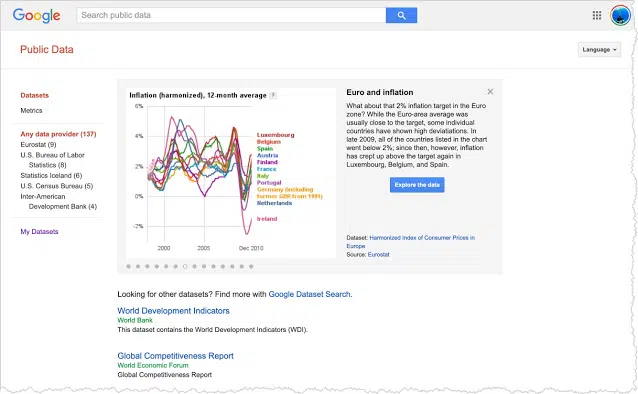 Google
Search public data
Public Data
Language
Datasets
Metrics
Any data provider (137)
Eurostat (9)
U.S. Bureau of Labor
Statistics (8)
Statistics Iceland (6)
U.S. Census Bureau (5)
Inter-American
Development Bank (4)
My Datasets
Inflation (harmonized), 12-month average ?
6%
4%
2%
0%
-2%
2000
2005
Dec 2010
Luxembourg
Belgium
Spain
Austria
Finland
France
Italy
Portugal
Germany (including
former GDR from 1991)
Netherlands
Ireland
Euro and inflation
What about that 2% inflation target in the Euro
zone? While the Euro-area average was
usually close to the target, some individual
countries have shown high deviations. In
late 2009, all of the countries listed in the chart
went below 2%; since then, however, inflation
has crept up above the target again in
Luxembourg, Belgium, and Spain.
Explore the data
Dataset: Harmonized Index of Consumer Prices in
Europe
Source: Eurostat
Looking for other datasets? Find more with Google Dataset Search.
World Development Indicators
World Bank
This dataset contains the World Development Indicators (WDI).
Global Competitiveness Report
World Economic Forum
Global Competitiveness Report